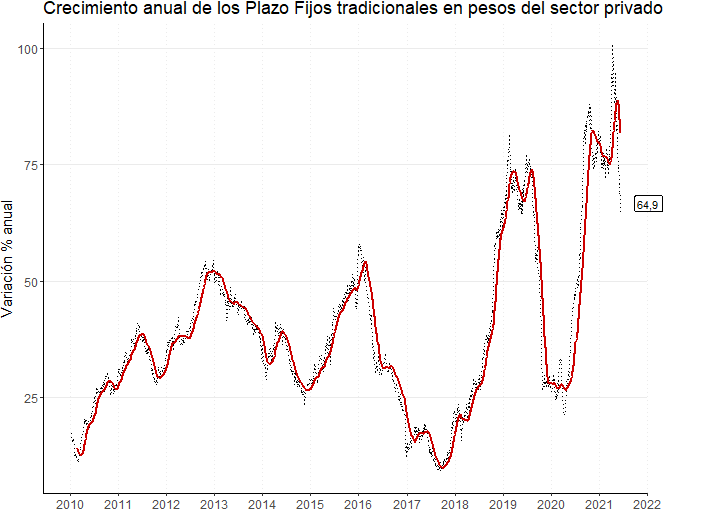 Crecimiento anual de los Plazo Fijos tradicionales en pesos del sector privado
Variación % anual
100
75
50
25
64,9
2010 2011 2012 2013 2014 2015 2016 2017 2018 2019 2020 2021 2022